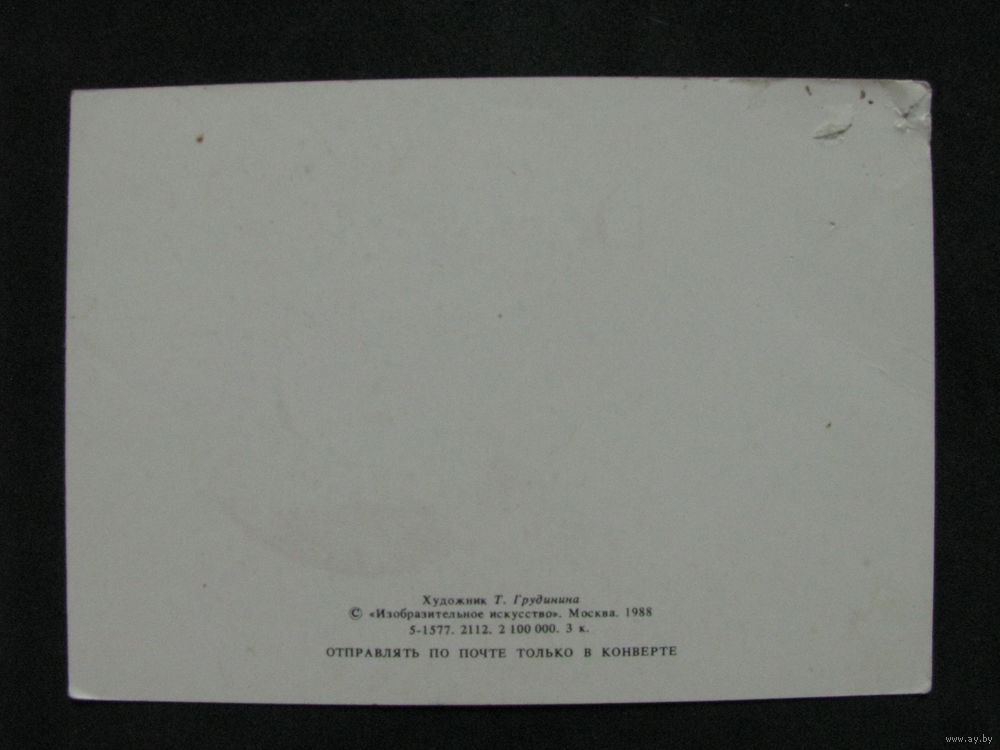 Художник Т. Грудинина
© «Изобразительное искусство». Москва. 1988
5-1577. 2112. 2 100 000. 3 к.
ОТПРАВЛЯТЬ ПО ПОЧТЕ ТОЛЬКО В КОНВЕРТЕ
www.ay.by